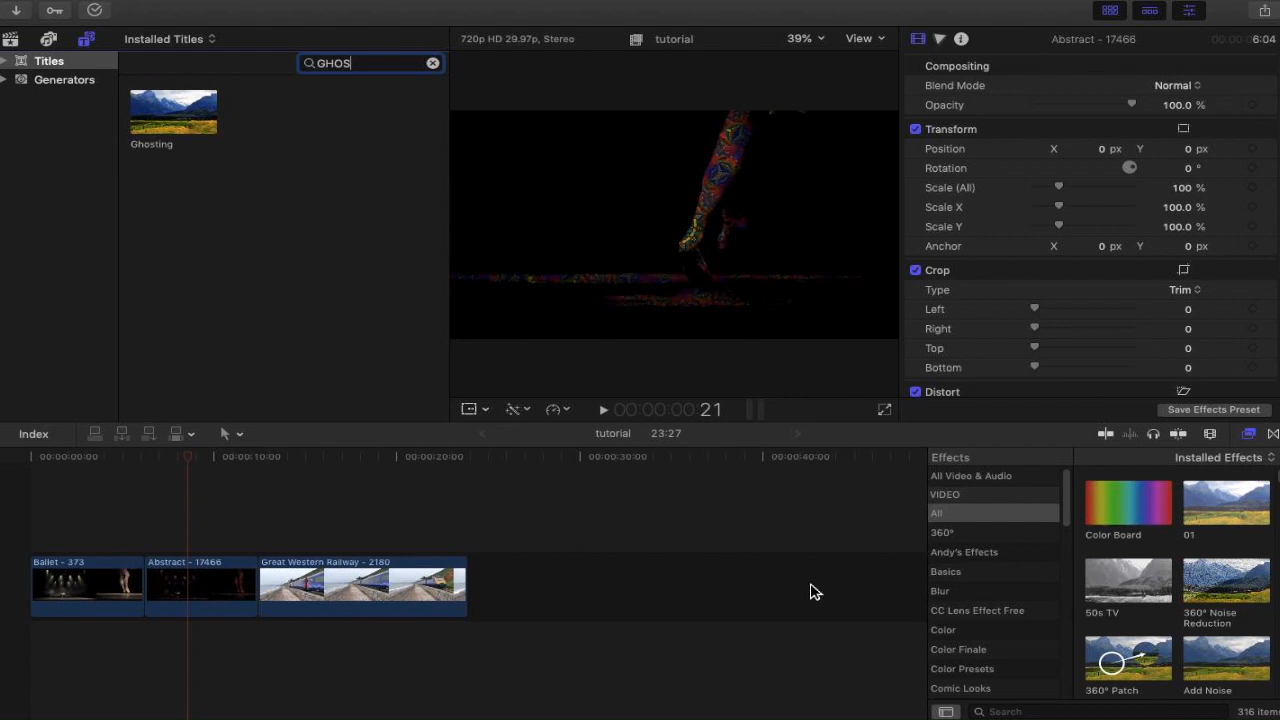 Installed Titles
720p HD 29.97p, Stereo
tutorial
39%
View
Abstract - 17466
6:04
Titles
Generators
GHOS
Ghosting
Compositing
Blend Mode Normal
Opacity 100.0 %
Transform
Position X 0 px Y 0 px
Rotation 0 °
Scale (All) 100 %
Scale X 100.0 %
Scale Y 100.0 %
Anchor X 0 px Y 0 px
Crop
Type Trim
Left 0
Right 0
Top 0
Bottom 0
Distort
Save Effects Preset
00:00:00:21
Index
tutorial 23:27
00:00:00:00
00:00:10:00
00:00:20:00
00:00:30:00
00:00:40:00
Ballet - 373
Abstract - 17466
Great Western Railway - 2180
Effects
Installed Effects
All Video & Audio
VIDEO
All
360°
Andy's Effects
Basics
Blur
CC Lens Effect Free
Color
Color Finale
Color Presets
Comic Looks
Color Board
01
50s TV
360° Noise
Reduction
360° Patch
Add Noise
Search
316 items